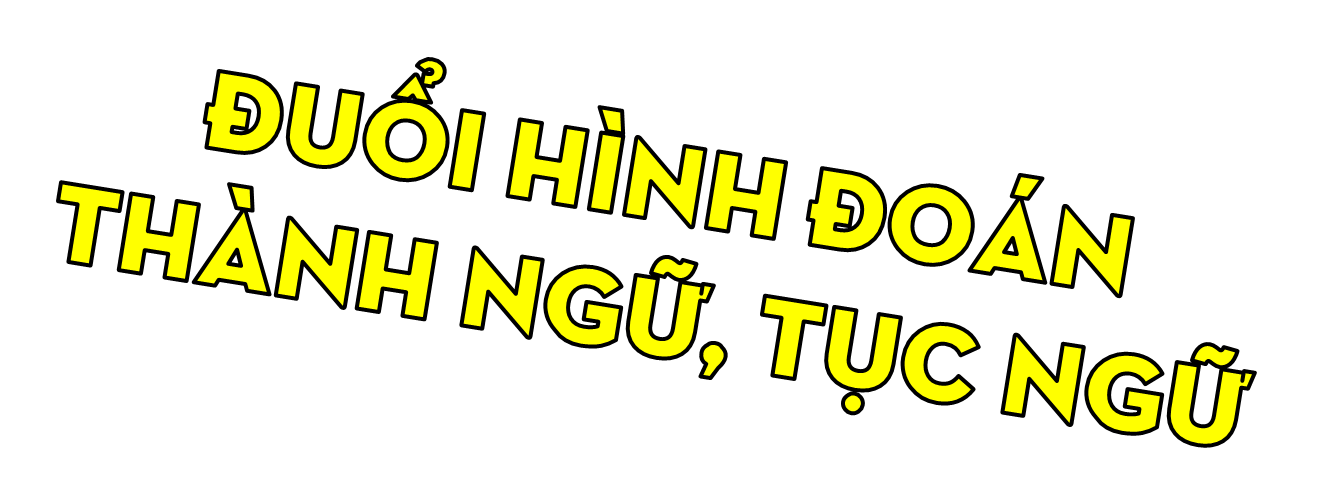 ĐUỔI HÌNH ĐOÁN
THÀNH NGỮ, TỤC NGỮ